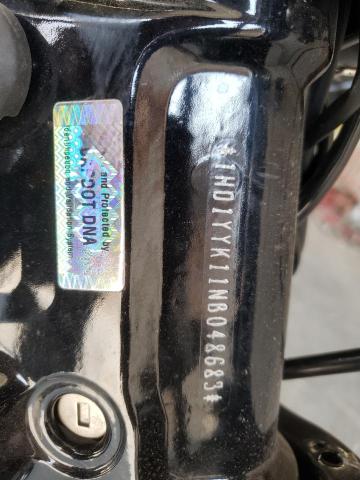 and Protected by
DOT DNA
*1HD1YYK11NB048683*